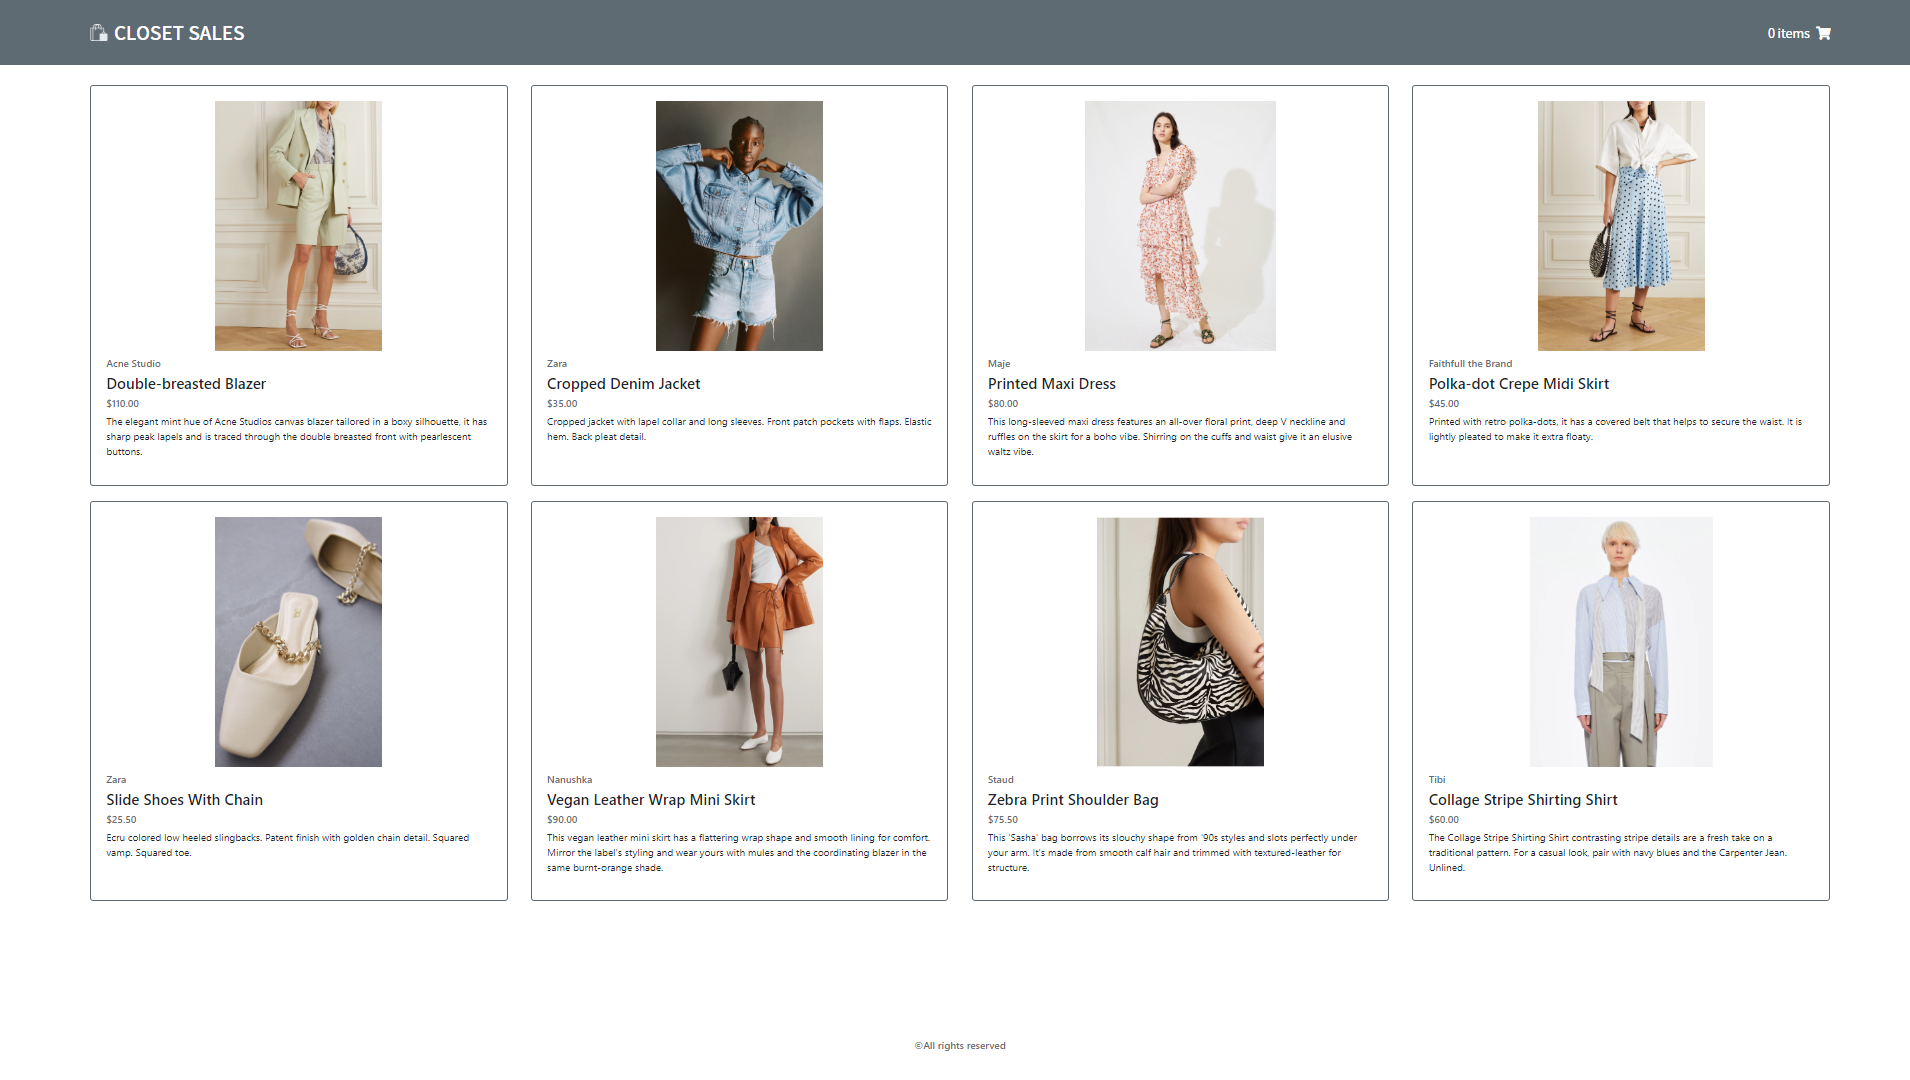 CLOSET SALES
0 items
Acne Studio
Double-breasted Blazer
$110.00
The elegant mint hue of Acne Studios canvas blazer tailored in a boxy silhouette, it has
sharp peak lapels and is traced through the double breasted front with pearlescent
buttons.
Zara
Cropped Denim Jacket
$35.00
Cropped jacket with lapel collar and long sleeves. Front patch pockets with flaps. Elastic
hem. Back pleat detail.
Maje
Printed Maxi Dress
$80.00
This long-sleeved maxi dress features an all-over floral print, deep V neckline and
ruffles on the skirt for a boho vibe. Shirring on the cuffs and waist give it an elusive
waltz vibe.
Faithfull the Brand
Polka-dot Crepe Midi Skirt
$45.00
Printed with retro polka-dots, it has a covered belt that helps to secure the waist. It is
lightly pleated to make it extra floaty.
Zara
Slide Shoes With Chain
$25.50
Ecru colored low heeled slingbacks. Patent finish with golden chain detail. Squared
vamp. Squared toe.
Nanushka
Vegan Leather Wrap Mini Skirt
$90.00
This vegan leather mini skirt has a flattering wrap shape and smooth lining for comfort.
Mirror the label's styling and wear yours with mules and the coordinating blazer in the
same burnt-orange shade.
Staud
Zebra Print Shoulder Bag
$75.50
This 'Sasha' bag borrows its slouchy shape from '90s styles and slots perfectly under
your arm. It's made from smooth calf hair and trimmed with textured-leather for
structure.
Tibi
Collage Stripe Shirting Shirt
$60.00
The Collage Stripe Shirting Shirt contrasting stripe details are a fresh take on a
traditional pattern. For a casual look, pair with navy blues and the Carpenter Jean.
Unlined.
©All rights reserved